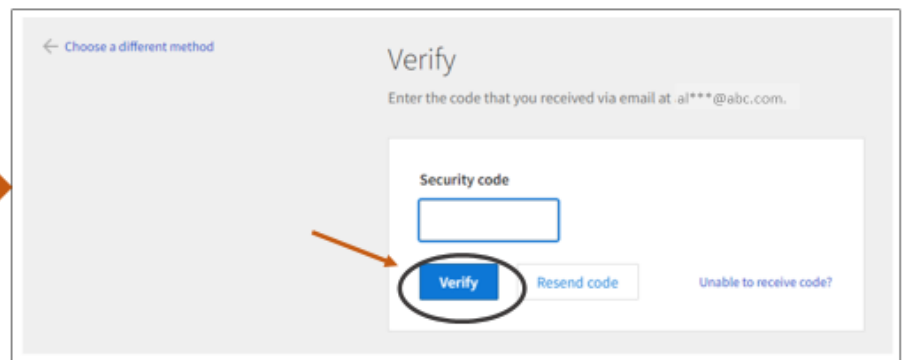 ← Choose a different method
Verify
Enter the code that you received via email at al***@abc.com.
Security code
Verify
Resend code
Unable to receive code?